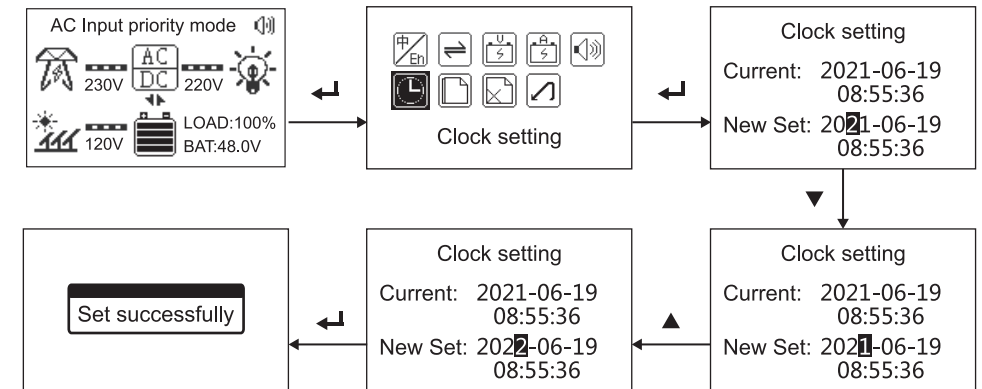 AC Input priority mode
AC
DC
230V
220V
120V
LOAD:100%
BAT:48.0V
中/En
U
A
Clock setting
Clock setting
Current: 2021-06-19
08:55:36
New Set: 2021-06-19
08:55:36
Clock setting
Current: 2021-06-19
08:55:36
New Set: 2021-06-19
08:55:36
Clock setting
Current: 2021-06-19
08:55:36
New Set: 2022-06-19
08:55:36
Set successfully